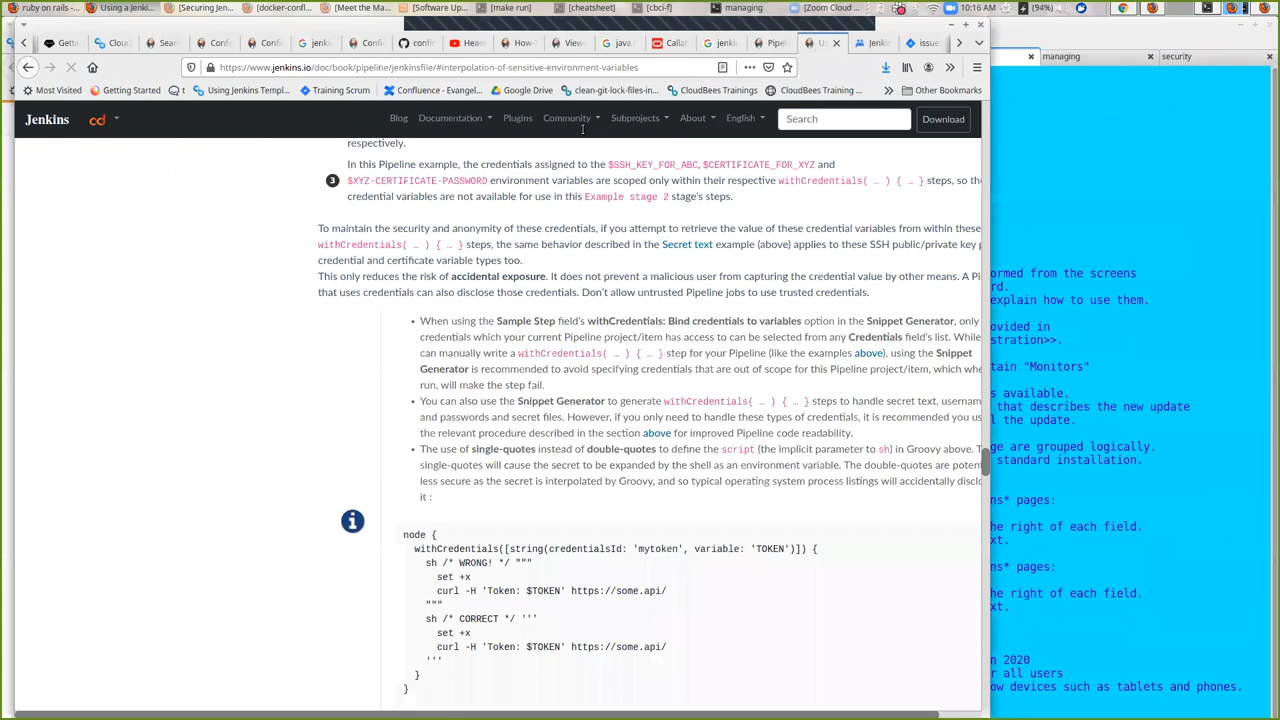 ruby on rails - Using a Jenki... [Securing Jen... [docker-confl... (Meet the Ma... [Software Up... [make run] [cheatsheet] [cbci-f] managing [Zoom Cloud ... 10:16 AM (94%)
Gett Clou Sear Conf Conf jenk Conf confi Hear How- View java Calla jenki Pipe Us Jenk issue
managing security
https://www.jenkins.io/doc/book/pipeline/jenkinsfile/#interpolation-of-sensitive-environment-variables
Most Visited Getting Started t Using Jenkins Templ... Training Scrum Confluence - Evangel... Google Drive clean-git-lock-files-in... CloudBees Training CloudBees Training ... Other Bookmarks
Jenkins cd Blog Documentation Plugins Community Subprojects About English Search Download
respectively.
In this Pipeline example, the credentials assigned to the $SSH_KEY_FOR_ABC, $CERTIFICATE_FOR_XYZ and
3 $XYZ-CERTIFICATE-PASSWORD environment variables are scoped only within their respective withCredentials( … ) { … } steps, so th
credential variables are not available for use in this Example stage 2 stage's steps.
To maintain the security and anonymity of these credentials, if you attempt to retrieve the value of these credential variables from within these
withCredentials( … ) { … } steps, the same behavior described in the Secret text example (above) applies to these SSH public/private key p
credential and certificate variable types too.
This only reduces the risk of accidental exposure. It does not prevent a malicious user from capturing the credential value by other means. A Pi
that uses credentials can also disclose those credentials. Don't allow untrusted Pipeline jobs to use trusted credentials.
• When using the Sample Step field's withCredentials: Bind credentials to variables option in the Snippet Generator, only
credentials which your current Pipeline project/item has access to can be selected from any Credentials field's list. While
can manually write a withCredentials( … ) { … } step for your Pipeline (like the examples above), using the Snippet
Generator is recommended to avoid specifying credentials that are out of scope for this Pipeline project/item, which whe
run, will make the step fail.
• You can also use the Snippet Generator to generate withCredentials( … ) { … } steps to handle secret text, usernam
and passwords and secret files. However, if you only need to handle these types of credentials, it is recommended you us
the relevant procedure described in the section above for improved Pipeline code readability.
• The use of single-quotes instead of double-quotes to define the script (the implicit parameter to sh) in Groovy above. T
single-quotes will cause the secret to be expanded by the shell as an environment variable. The double-quotes are poten
less secure as the secret is interpolated by Groovy, and so typical operating system process listings will accidentally disclo
it :
node {
withCredentials([string(credentialsId: 'mytoken', variable: 'TOKEN')]) {
sh /* WRONG! */ """
set +x
curl -H 'Token: $TOKEN' https://some.api/
"""
sh /* CORRECT */ '''
set +x
curl -H 'Token: $TOKEN' https://some.api/
'''
}
}
ormed from the screens
rd.
explain how to use them.
ovided in
istration>>.
tain "Monitors"
s available.
that describes the new update
l the update.
ge are grouped logically.
standard installation.
ns* pages:
he right of each field.
xt.
ns* pages:
he right of each field.
xt.
n 2020
r all users
ow devices such as tablets and phones.